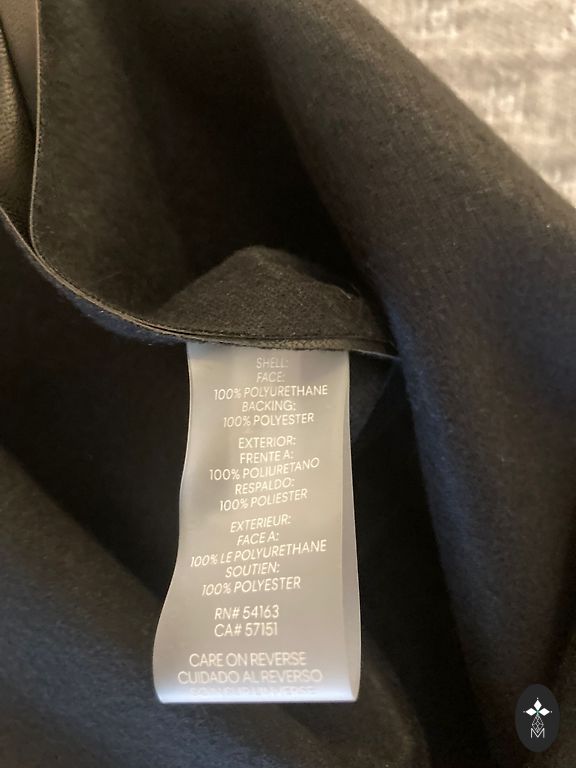 SHELL:
FACE:
100% POLYURETHANE
BACKING:
100% POLYESTER
EXTERIOR:
FRENTE A:
100% POLIURETANO
RESPALDO:
100% POLIESTER
EXTERIEUR:
FACE A:
100% LE POLYURETHANE
SOUTIEN:
100% POLYESTER
RN# 54163
CA# 57151
CARE ON REVERSE
CUIDADO AL REVERSO
M